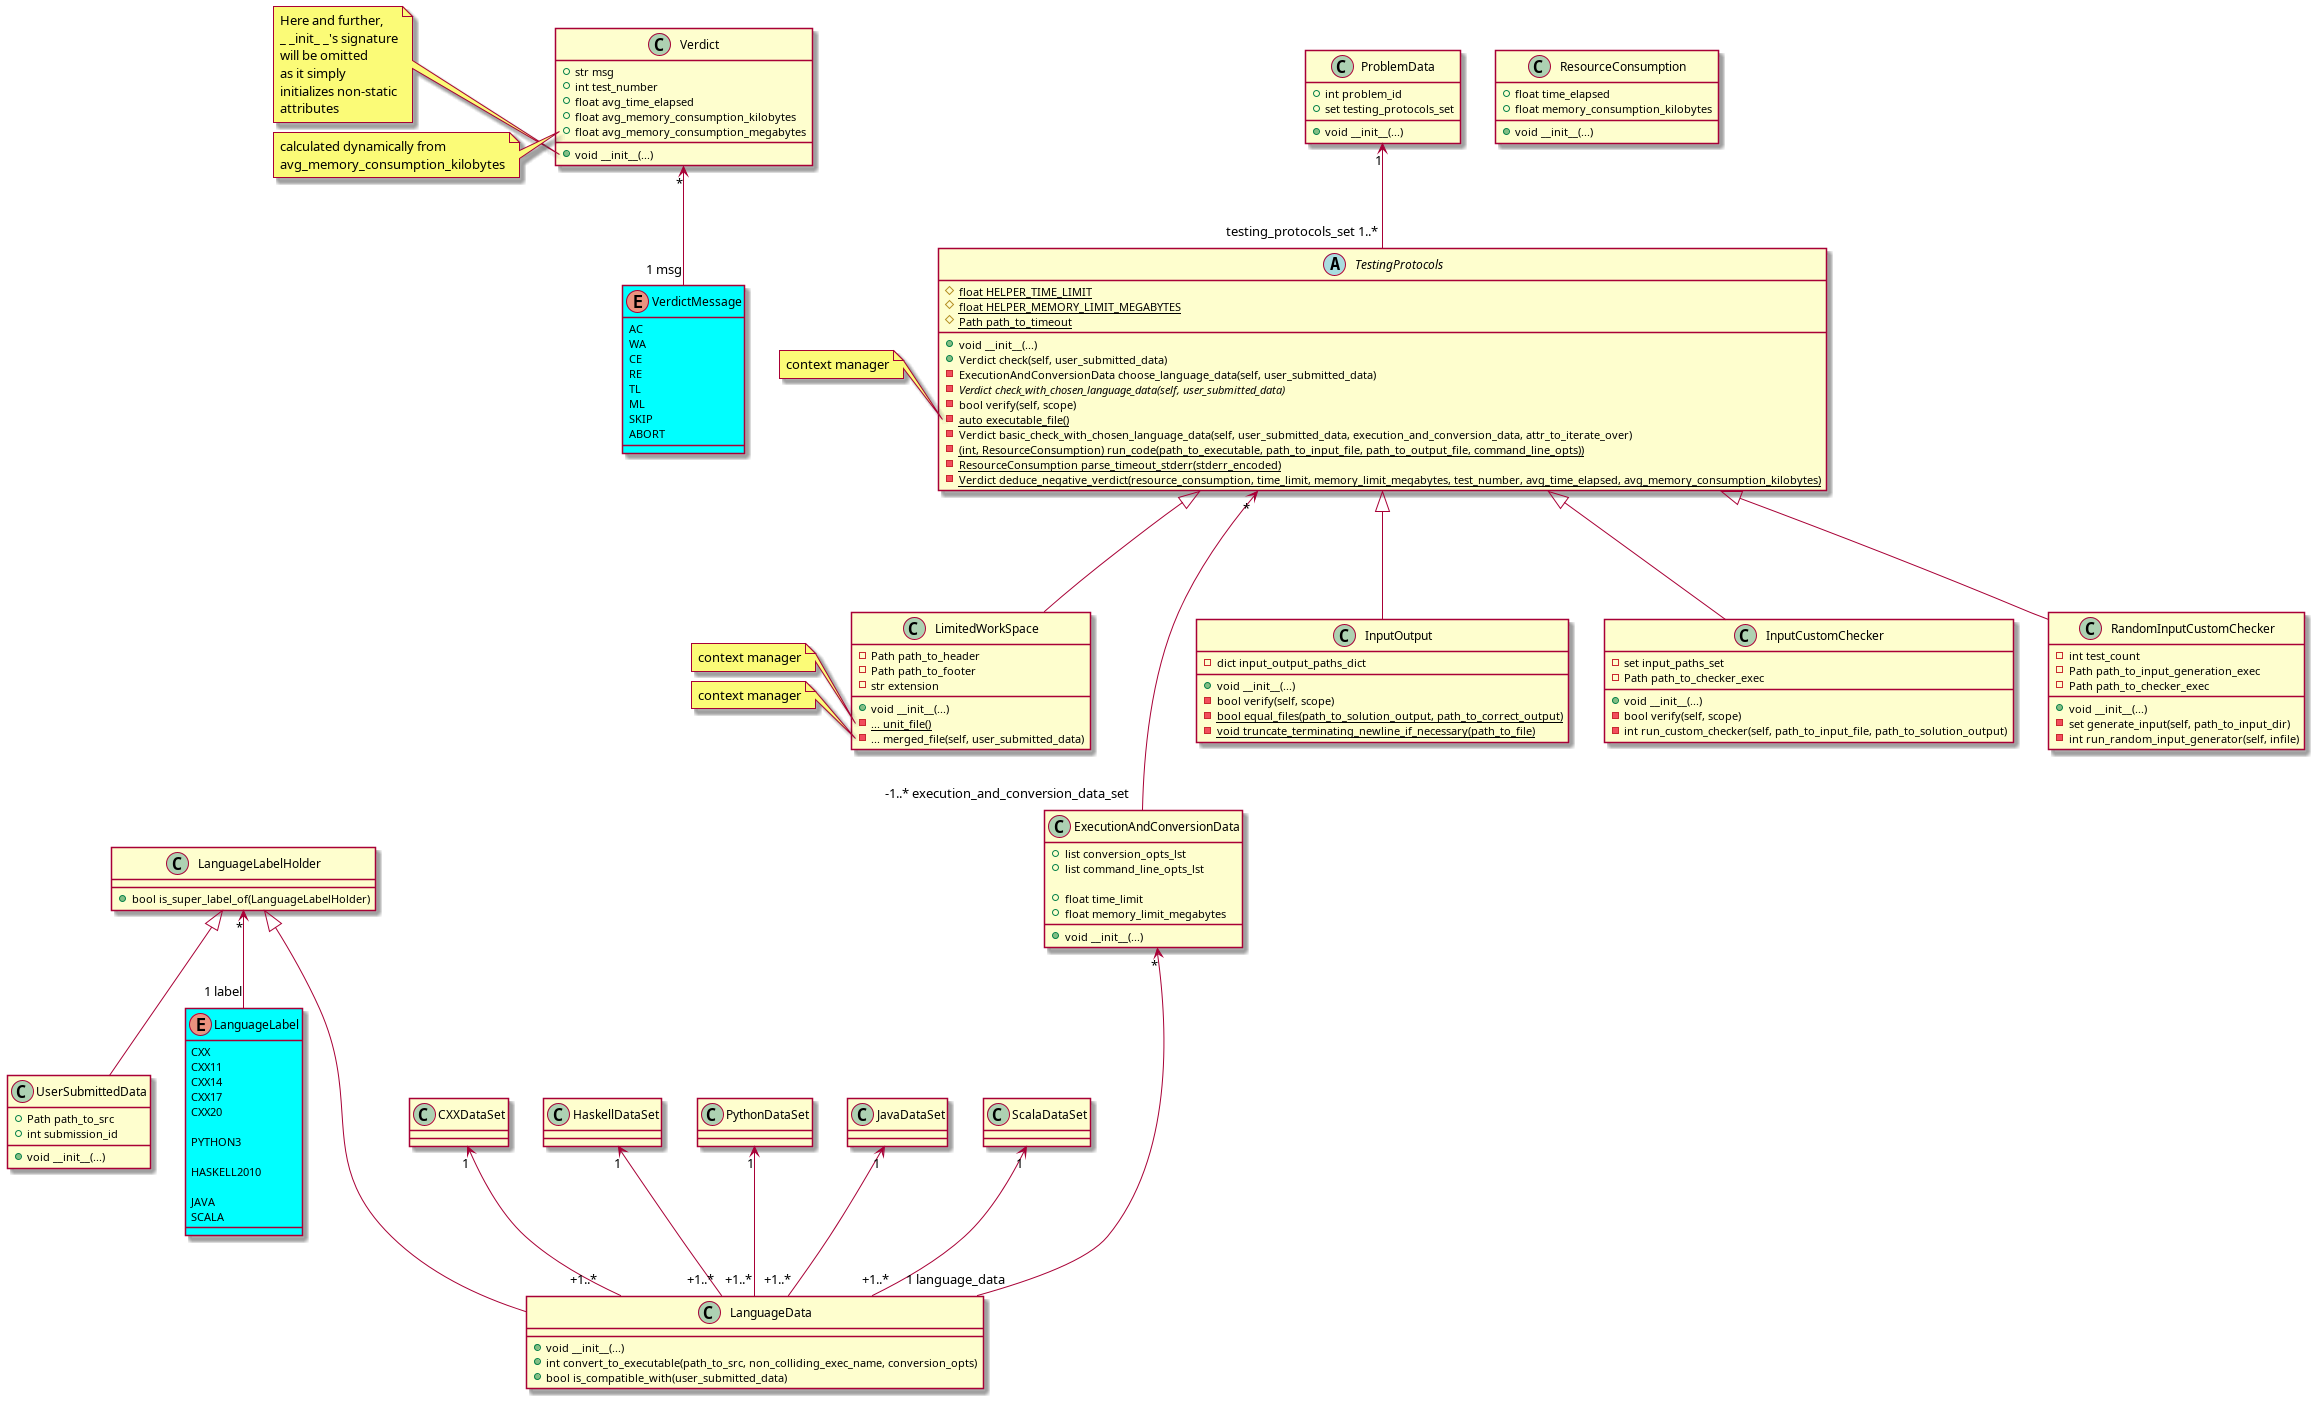 Here and further,
_ _init_ _'s signature
will be omitted
as it simply
initializes non-static
attributes
calculated dynamically from
avg_memory_consumption_kilobytes
C Verdict
str msg
int test_number
float avg_time_elapsed
float avg_memory_consumption_kilobytes
float avg_memory_consumption_megabytes
void __init__(...)
C ProblemData
int problem_id
set testing_protocols_set
void __init__(...)
C ResourceConsumption
float time_elapsed
float memory_consumption_kilobytes
void __init__(...)
*
1 msg
1
testing_protocols_set 1..*
E VerdictMessage
AC
WA
CE
RE
TL
ML
SKIP
ABORT
context manager
A TestingProtocols
float HELPER_TIME_LIMIT
float HELPER_MEMORY_LIMIT_MEGABYTES
Path path_to_timeout
void __init__(...)
Verdict check(self, user_submitted_data)
ExecutionAndConversionData choose_language_data(self, user_submitted_data)
Verdict check_with_chosen_language_data(self, user_submitted_data)
bool verify(self, scope)
auto executable_file()
Verdict basic_check_with_chosen_language_data(self, user_submitted_data, execution_and_conversion_data, attr_to_iterate_over)
(int, ResourceConsumption) run_code(path_to_executable, path_to_input_file, path_to_output_file, command_line_opts))
ResourceConsumption parse_timeout_stderr(stderr_encoded)
Verdict deduce_negative_verdict(resource_consumption, time_limit, memory_limit_megabytes, test_number, avg_time_elapsed, avg_memory_consumption_kilobytes)
*
context manager
context manager
C LimitedWorkSpace
Path path_to_header
Path path_to_footer
str extension
void __init__(...)
... unit_file()
... merged_file(self, user_submitted_data)
C InputOutput
dict input_output_paths_dict
void __init__(...)
bool verify(self, scope)
bool equal_files(path_to_solution_output, path_to_correct_output)
void truncate_terminating_newline_if_necessary(path_to_file)
C InputCustomChecker
set input_paths_set
Path path_to_checker_exec
void __init__(...)
bool verify(self, scope)
int run_custom_checker(self, path_to_input_file, path_to_solution_output)
C RandomInputCustomChecker
int test_count
Path path_to_input_generation_exec
Path path_to_checker_exec
void __init__(...)
set generate_input(self, path_to_input_dir)
int run_random_input_generator(self, infile)
-1..* execution_and_conversion_data_set
C ExecutionAndConversionData
list conversion_opts_lst
list command_line_opts_lst
float time_limit
float memory_limit_megabytes
void __init__(...)
*
C LanguageLabelHolder
bool is_super_label_of(LanguageLabelHolder)
*
1 label
C UserSubmittedData
Path path_to_src
int submission_id
void __init__(...)
E LanguageLabel
CXX
CXX11
CXX14
CXX17
CXX20
PYTHON3
HASKELL2010
JAVA
SCALA
C CXXDataSet
C HaskellDataSet
C PythonDataSet
C JavaDataSet
C ScalaDataSet
1
1
1
1
1
+1..*
+1..*
+1..*
+1..*
+1..*
1 language_data
C LanguageData
void __init__(...)
int convert_to_executable(path_to_src, non_colliding_exec_name, conversion_opts)
bool is_compatible_with(user_submitted_data)